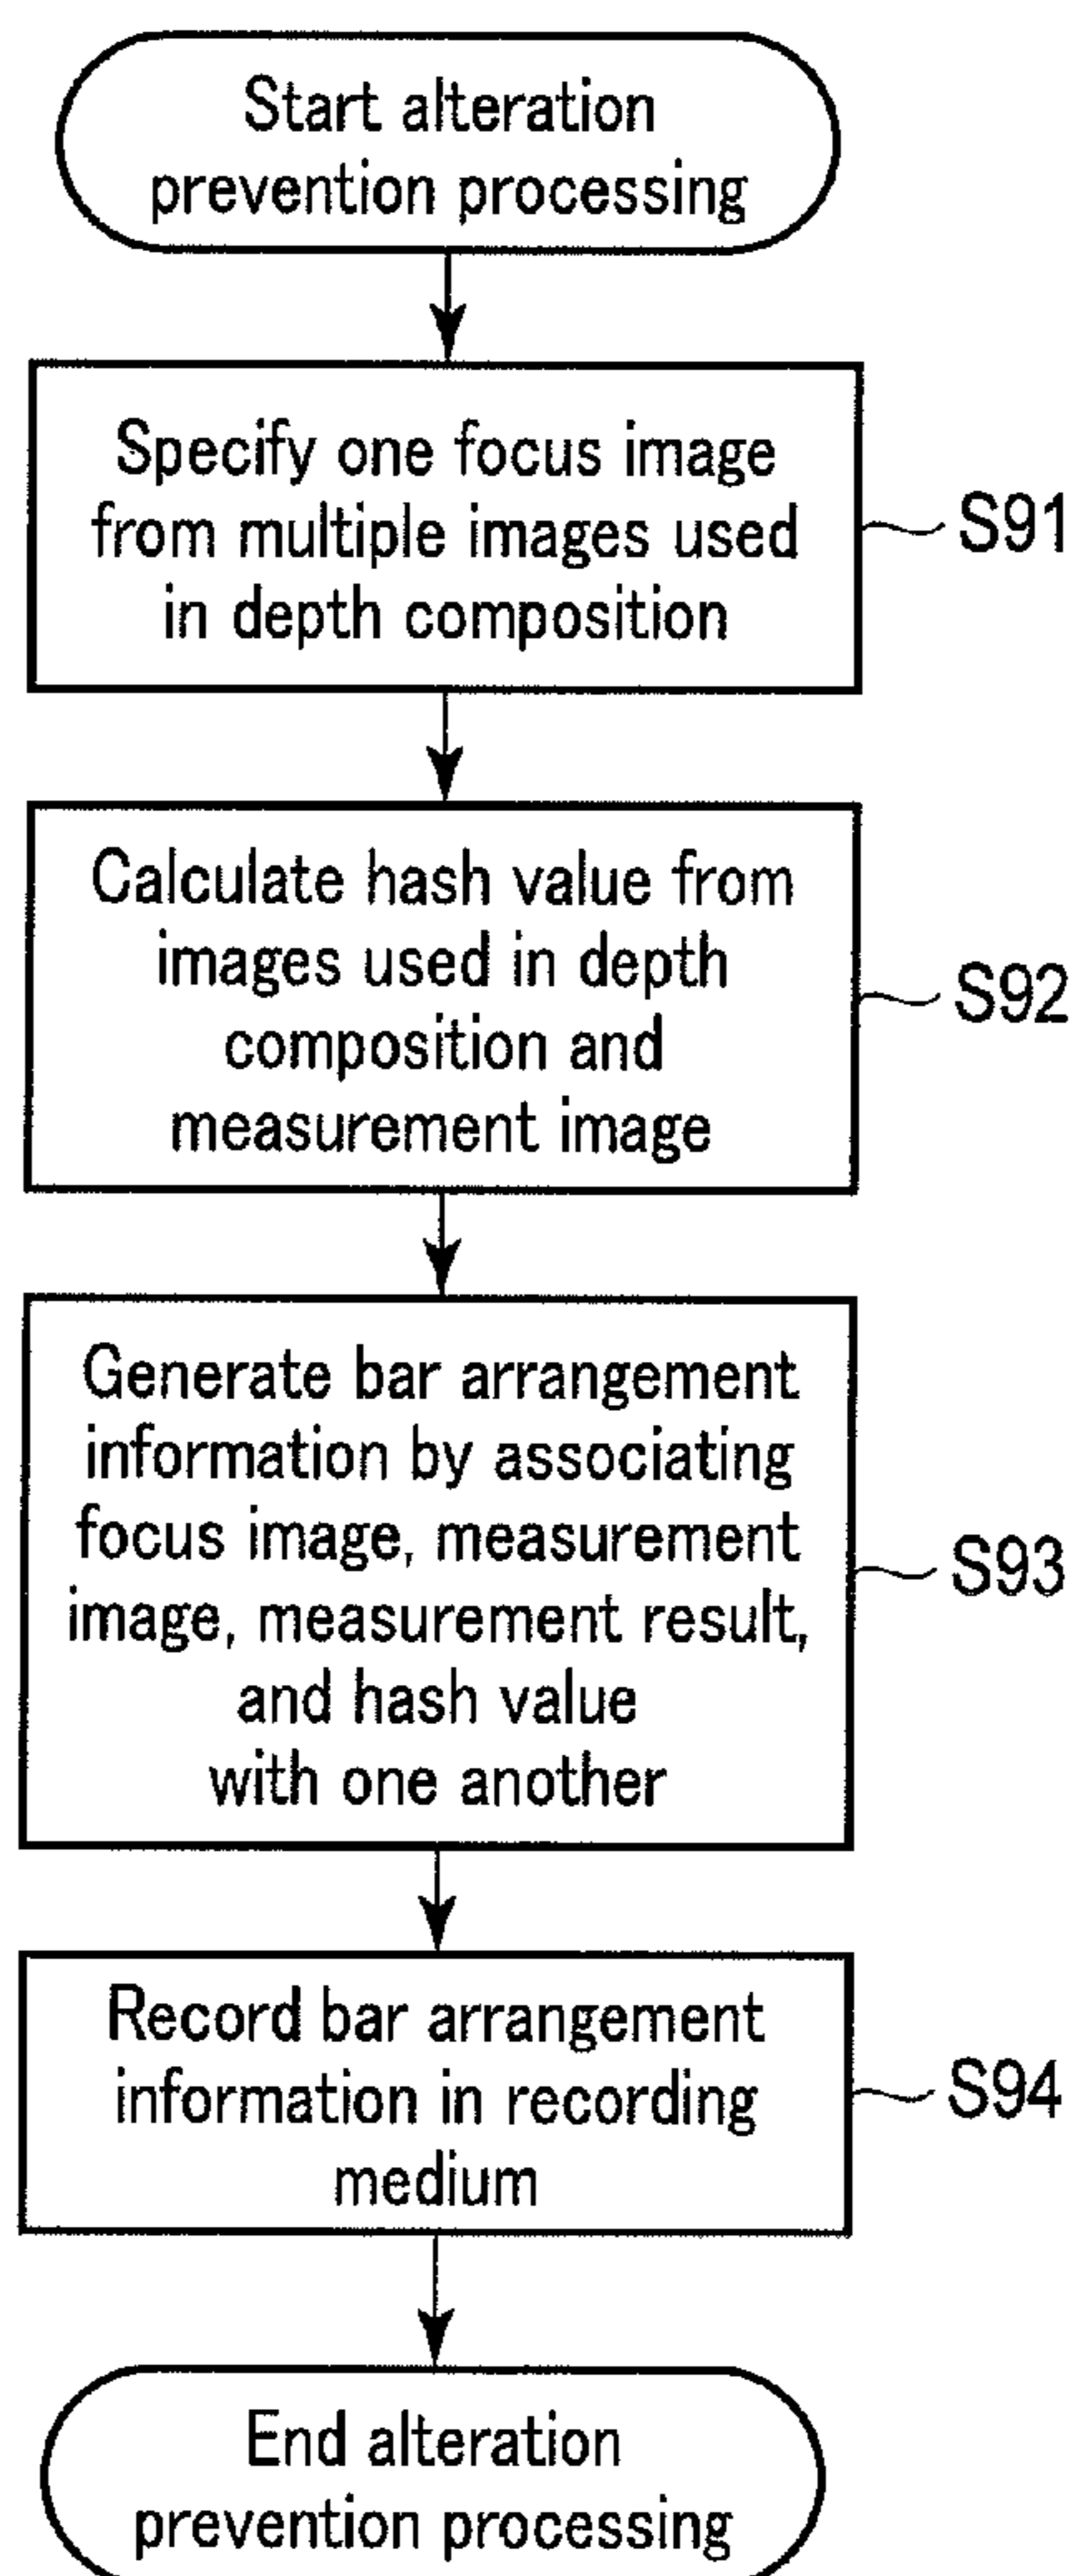 Start alteration
prevention processing
Specify one focus image
from multiple images used
in depth composition
S91
Calculate hash value from
images used in depth
composition and
measurement image
S92
Generate bar arrangement
information by associating
focus image, measurement
image, measurement result,
and hash value
with one another
S93
Record bar arrangement
information in recording
medium
S94
End alteration
prevention processing